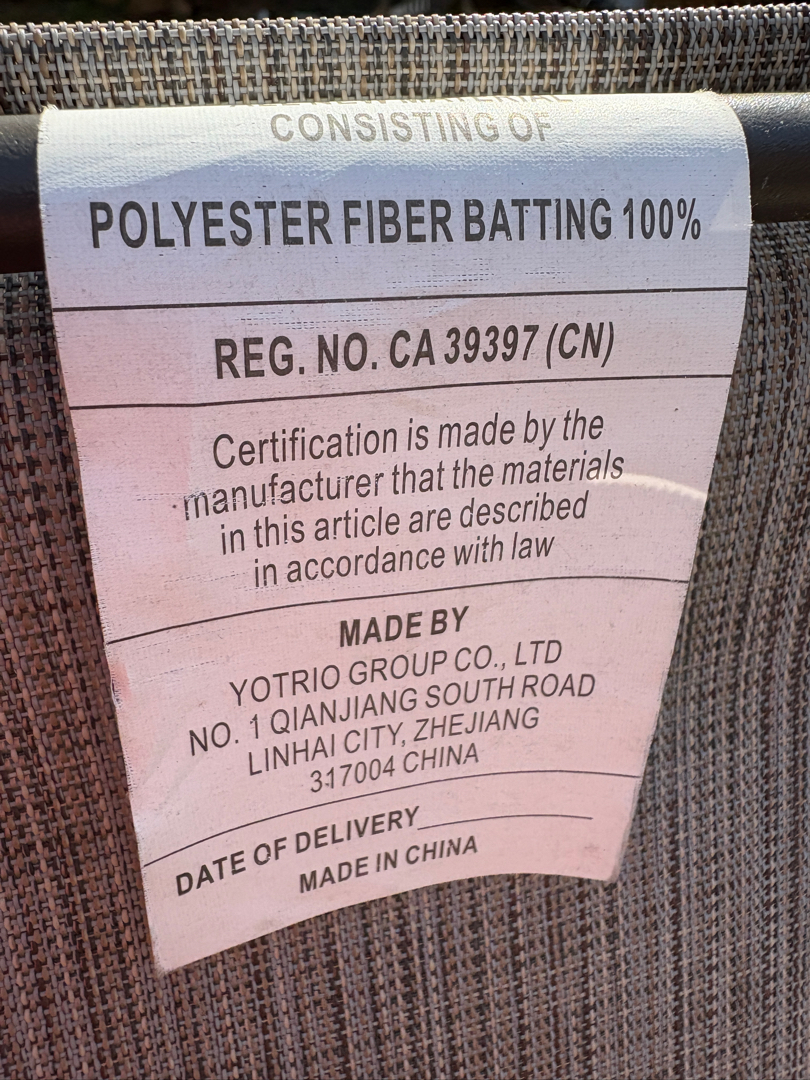 MATERIAL
CONSISTING OF
POLYESTER FIBER BATTING 100%
REG. NO. CA 39397 (CN)
Certification is made by the
manufacturer that the materials
in this article are described
in accordance with law
MADE BY
YOTRIO GROUP CO., LTD
NO. 1 QIANJIANG SOUTH ROAD
LINHAI CITY, ZHEJIANG
317004 CHINA
DATE OF DELIVERY
MADE IN CHINA